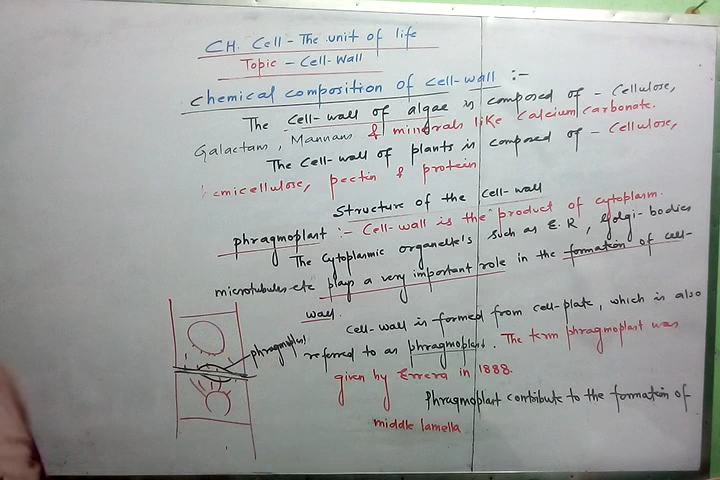 CH. Cell - The unit of life
Topic - Cell-Wall
Chemical composition of cell-wall :-
The cell-wall of algae is composed of - Cellulose,
Galactans, Mannans & minerals like Calcium Carbonate.
The Cell-wall of plants is composed of - Cellulose,
emicellulose, pectin & protein
Structure of the cell-wall
phragmoplant :- Cell-wall is the product of cytoplasm.
The cytoplasmic organelle's such as E.R, Golgi-bodies
microtubules etc plays a very important role in the formation of cell-
wall.
Cell-wall is formed from cell-plate, which is also
referred to as phragmoplast. The term phragmoplast was
given by Errera in 1888.
phragmoplast
Phragmoplast contribute to the formation of
middle lamella